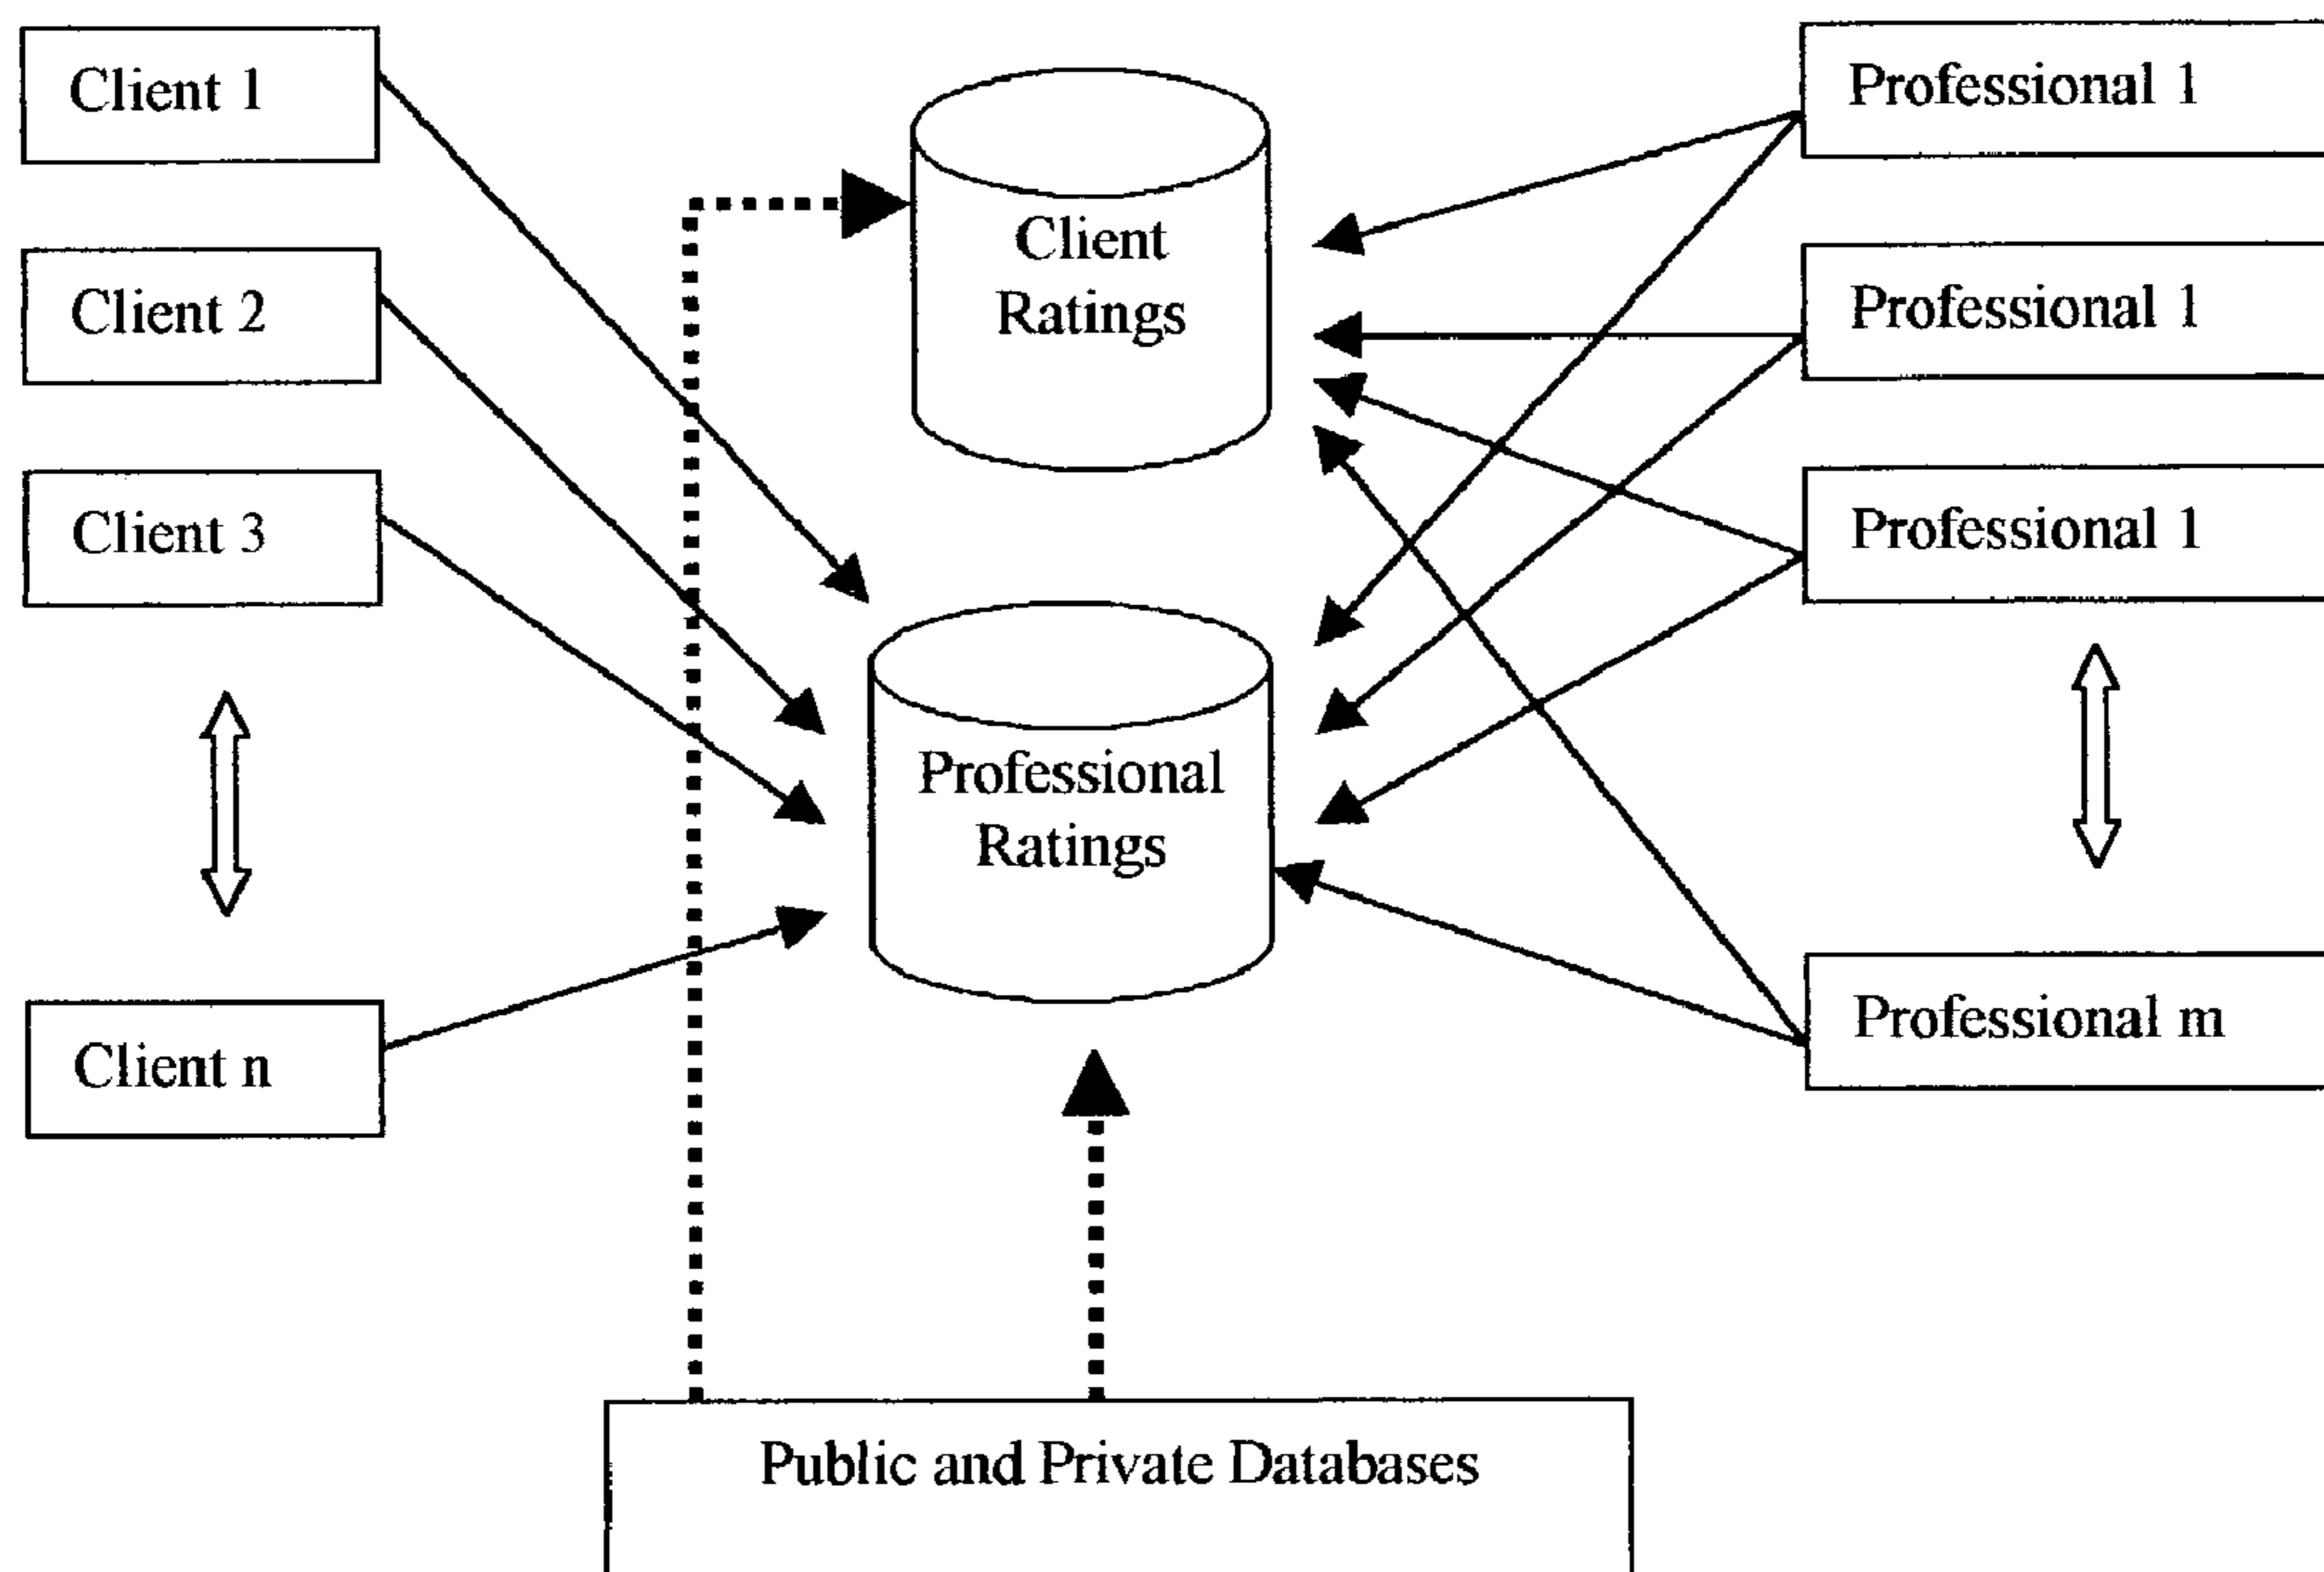 Client 1
Client 2
Client 3
Client n
Client
Ratings
Professional
Ratings
Professional 1
Professional 1
Professional 1
Professional m
Public and Private Databases